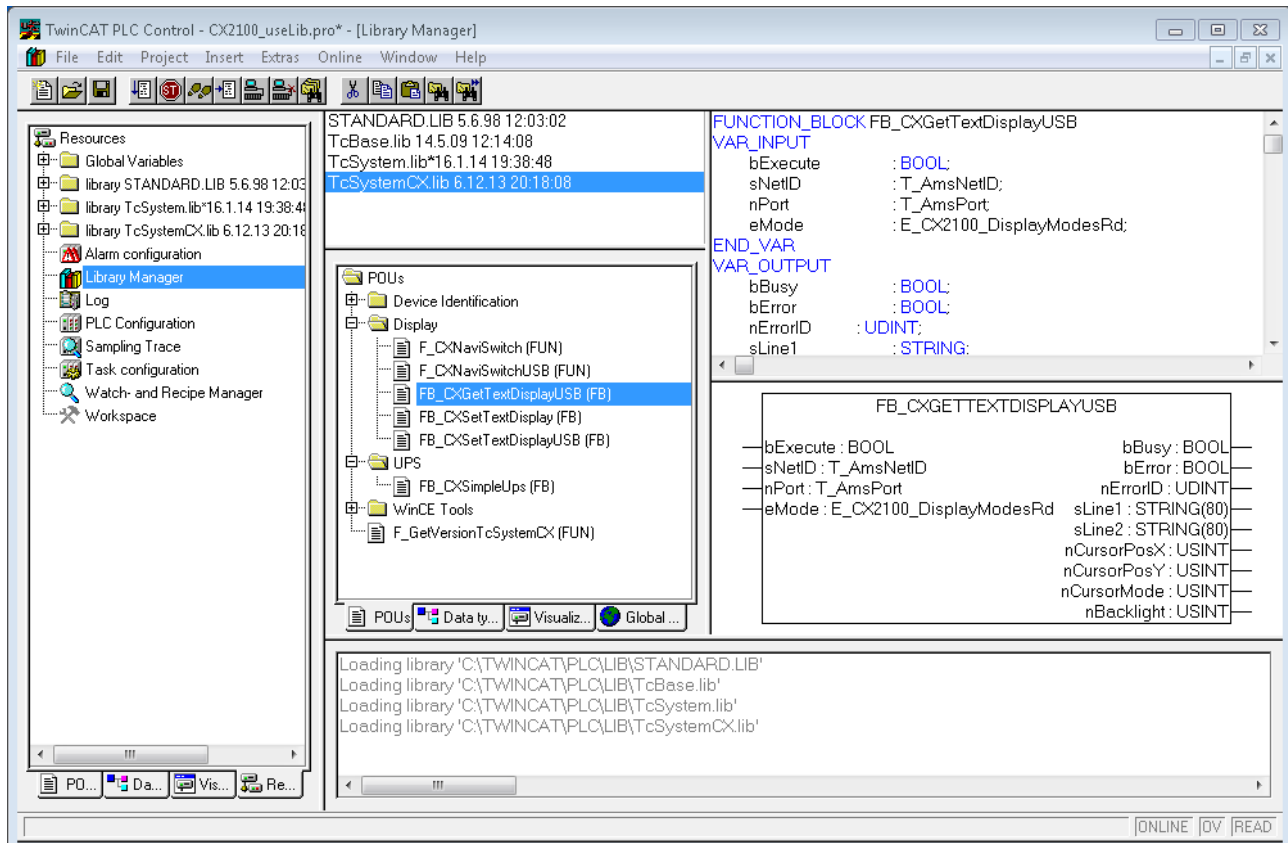 TwinCAT PLC Control - CX2100_useLib.pro* - [Library Manager]
File Edit Project Insert Extras Online Window Help
STOP
Resources
Global Variables
library STANDARD.LIB 5.6.98 12:03
library TcSystem.lib*16.1.14 19:38:48
library TcSystemCX.lib 6.12.13 20:18
Alarm configuration
Library Manager
Log
PLC Configuration
Sampling Trace
Task configuration
Watch- and Recipe Manager
Workspace
PO... Da... Vis... Re...
STANDARD.LIB 5.6.98 12:03:02
TcBase.lib 14.5.09 12:14:08
TcSystem.lib*16.1.14 19:38:48
TcSystemCX.lib 6.12.13 20:18:08
POUs
Device Identification
Display
F_CXNaviSwitch (FUN)
F_CXNaviSwitchUSB (FUN)
FB_CXGetTextDisplayUSB (FB)
FB_CXSetTextDisplay (FB)
FB_CXSetTextDisplayUSB (FB)
UPS
FB_CXSimpleUps (FB)
WinCE Tools
F_GetVersionTcSystemCX (FUN)
POUs Data ty... Visualiz... Global ...
FUNCTION_BLOCK FB_CXGetTextDisplayUSB
VAR_INPUT
bExecute : BOOL;
sNetID : T_AmsNetID;
nPort : T_AmsPort;
eMode : E_CX2100_DisplayModesRd;
END_VAR
VAR_OUTPUT
bBusy : BOOL;
bError : BOOL;
nErrorID : UDINT;
sLine1 : STRING;
FB_CXGETTEXTDISPLAYUSB
bExecute : BOOL bBusy : BOOL
sNetID : T_AmsNetID bError : BOOL
nPort : T_AmsPort nErrorID : UDINT
eMode : E_CX2100_DisplayModesRd sLine1 : STRING(80)
sLine2 : STRING(80)
nCursorPosX : USINT
nCursorPosY : USINT
nCursorMode : USINT
nBacklight : USINT
Loading library 'C:\TWINCAT\PLC\LIB\STANDARD.LIB'
Loading library 'C:\TWINCAT\PLC\LIB\TcBase.lib'
Loading library 'C:\TWINCAT\PLC\LIB\TcSystem.lib'
Loading library 'C:\TWINCAT\PLC\LIB\TcSystemCX.lib'
ONLINE OV READ